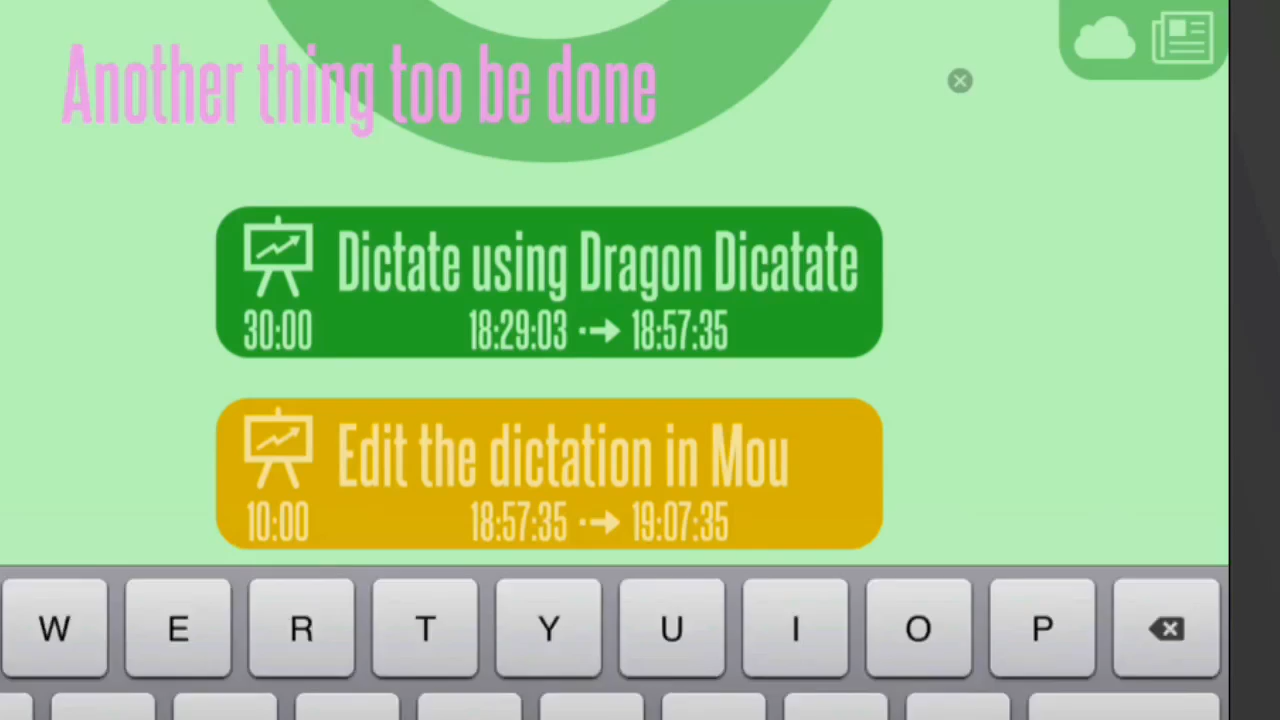 Another thing too be done
Dictate using Dragon Dicatate
30:00 18:29:03 18:57:35
Edit the dictation in Mou
10:00 18:57:35 19:07:35
W E R T Y U I O P